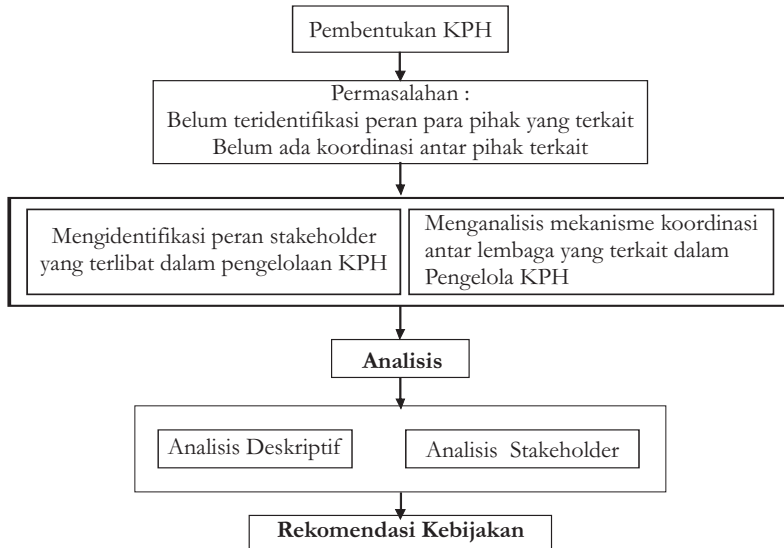 Pembentukan KPH
Permasalahan :
Belum teridentifikasi peran para pihak yang terkait
Belum ada koordinasi antar pihak terkait
Mengidentifikasi peran stakeholder
yang terlibat dalam pengelolaan KPH
Menganalisis mekanisme koordinasi
antar lembaga yang terkait dalam
Pengelola KPH
Analisis
Analisis Deskriptif
Analisis Stakeholder
Rekomendasi Kebijakan